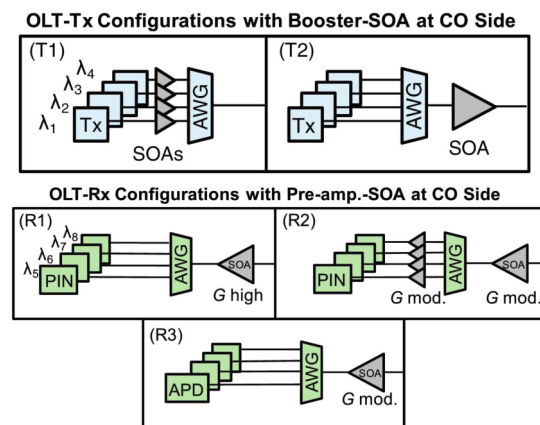 OLT-Tx Configurations with Booster-SOA at CO Side
(T1)
λ4
λ3
λ2
λ1
Tx
SOAs
AWG
(T2)
Tx
AWG
SOA
OLT-Rx Configurations with Pre-amp.-SOA at CO Side
(R1)
λ8
λ7
λ6
λ5
PIN
AWG
SOA
G high
(R2)
PIN
G mod.
AWG
SOA
G mod.
(R3)
APD
AWG
SOA
G mod.